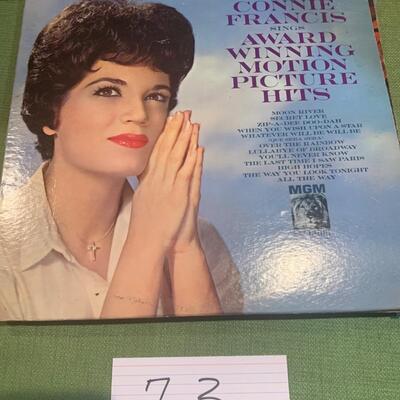 CONNIE FRANCIS
SINGS
AWARD
WINNING
MOTION
PICTURE
HITS
MOON RIVER
SECRET LOVE
ZIP-A-DEE DOO-DAH
WHEN YOU WISH UPON A STAR
WHATEVER WILL BE WILL BE
(QUE SERA SERA)
OVER THE RAINBOW
LULLABYE OF BROADWAY
YOU'LL NEVER KNOW
THE LAST TIME I SAW PARIS
HIGH HOPES
THE WAY YOU LOOK TONIGHT
ALL THE WAY
MGM
73